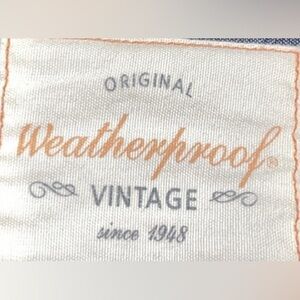 ORIGINAL
Weatherproof®
VINTAGE
since 1948